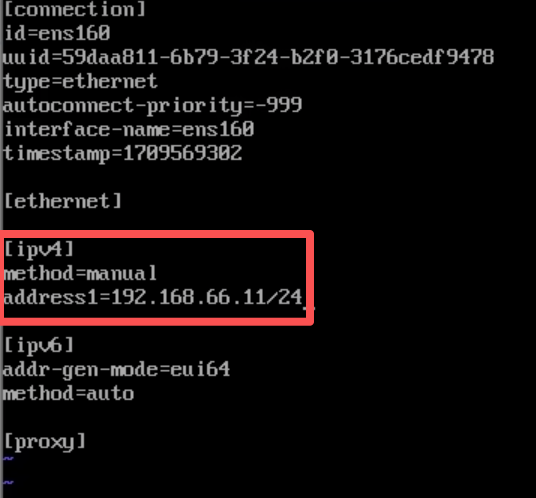 [connection]
id=ens160
uuid=59daa811-6b79-3f24-b2f0-3176cedf9478
type=ethernet
autoconnect-priority=-999
interface-name=ens160
timestamp=1709569302
[ethernet]
[ipv4]
method=manual
address1=192.168.66.11/24
[ipv6]
addr-gen-mode=eui64
method=auto
[proxy]
~
~